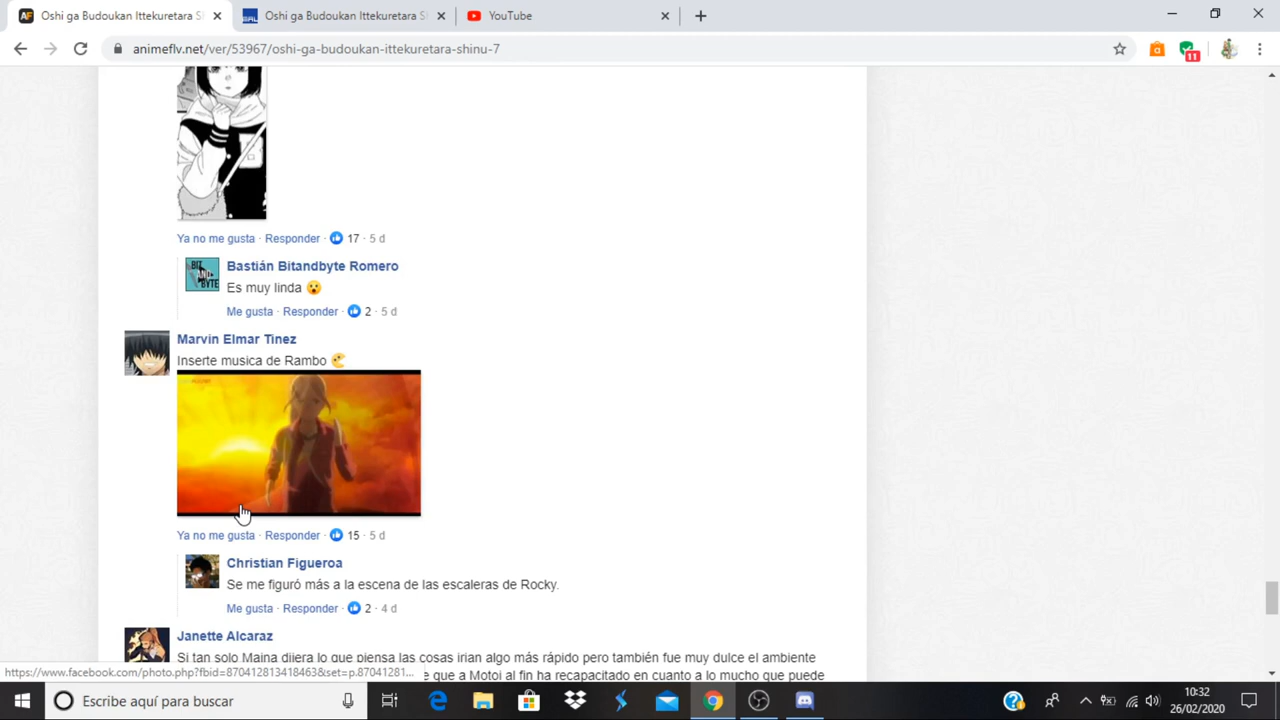 Oshi ga Budoukan Ittekuretara S
Oshi ga Budoukan Ittekuretara Sh
YouTube
animeflv.net/ver/53967/oshi-ga-budoukan-ittekuretara-shinu-7
11
Ya no me gusta · Responder · 17 · 5 d
BIT
AND
BYTE
Bastián Bitandbyte Romero
Es muy linda 😮
Me gusta · Responder · 2 · 5 d
Marvin Elmar Tinez
Inserte musica de Rambo
Ya no me gusta · Responder · 15 · 5 d
Christian Figueroa
Se me figuró más a la escena de las escaleras de Rocky.
Me gusta · Responder · 2 · 4 d
Janette Alcaraz
Si tan solo Maina dijera lo que piensa las cosas irian algo más rápido pero también fue muy dulce el ambiente
e que a Motoi al fin ha recapacitado en cuanto a lo mucho que puede
https://www.facebook.com/photo.php?fbid=870412813418463&set=p.87041281...
Escribe aquí para buscar
10:32
26/02/2020